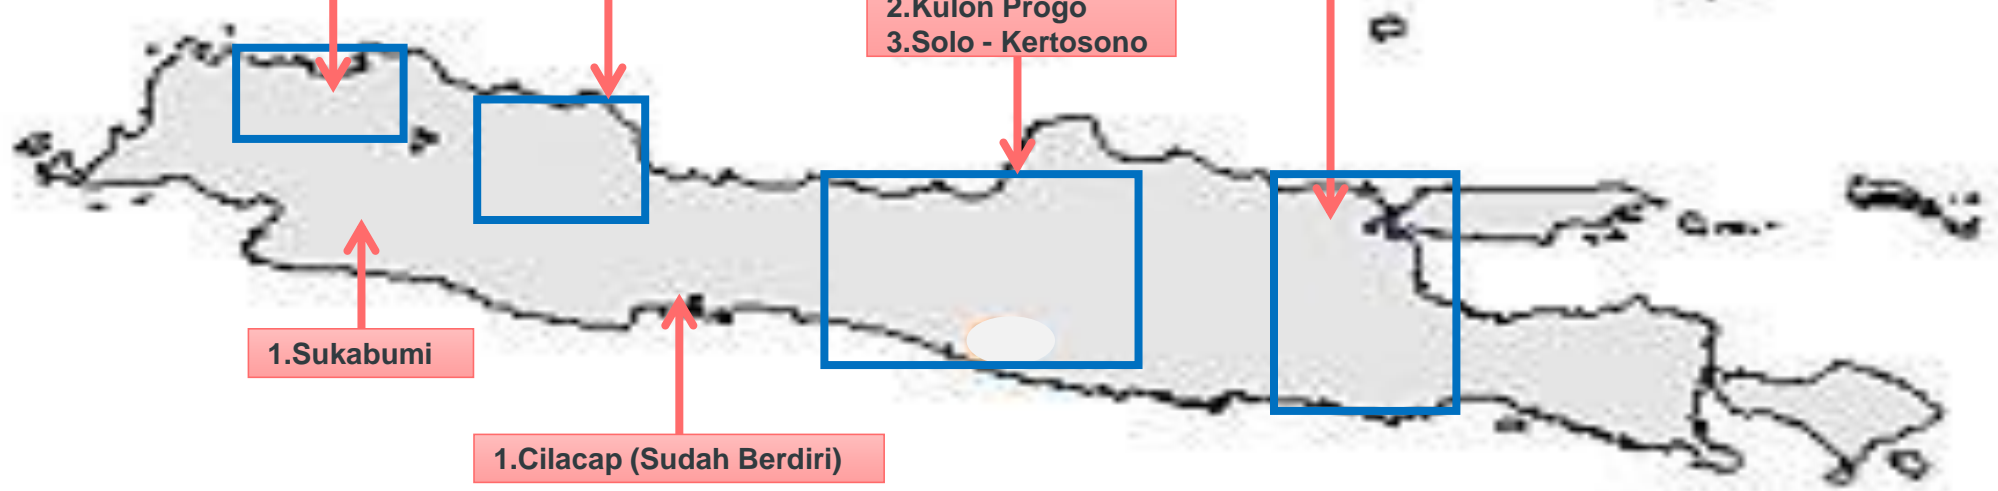 2.Kulon Progo
3.Solo - Kertosono
1.Sukabumi
1.Cilacap (Sudah Berdiri)